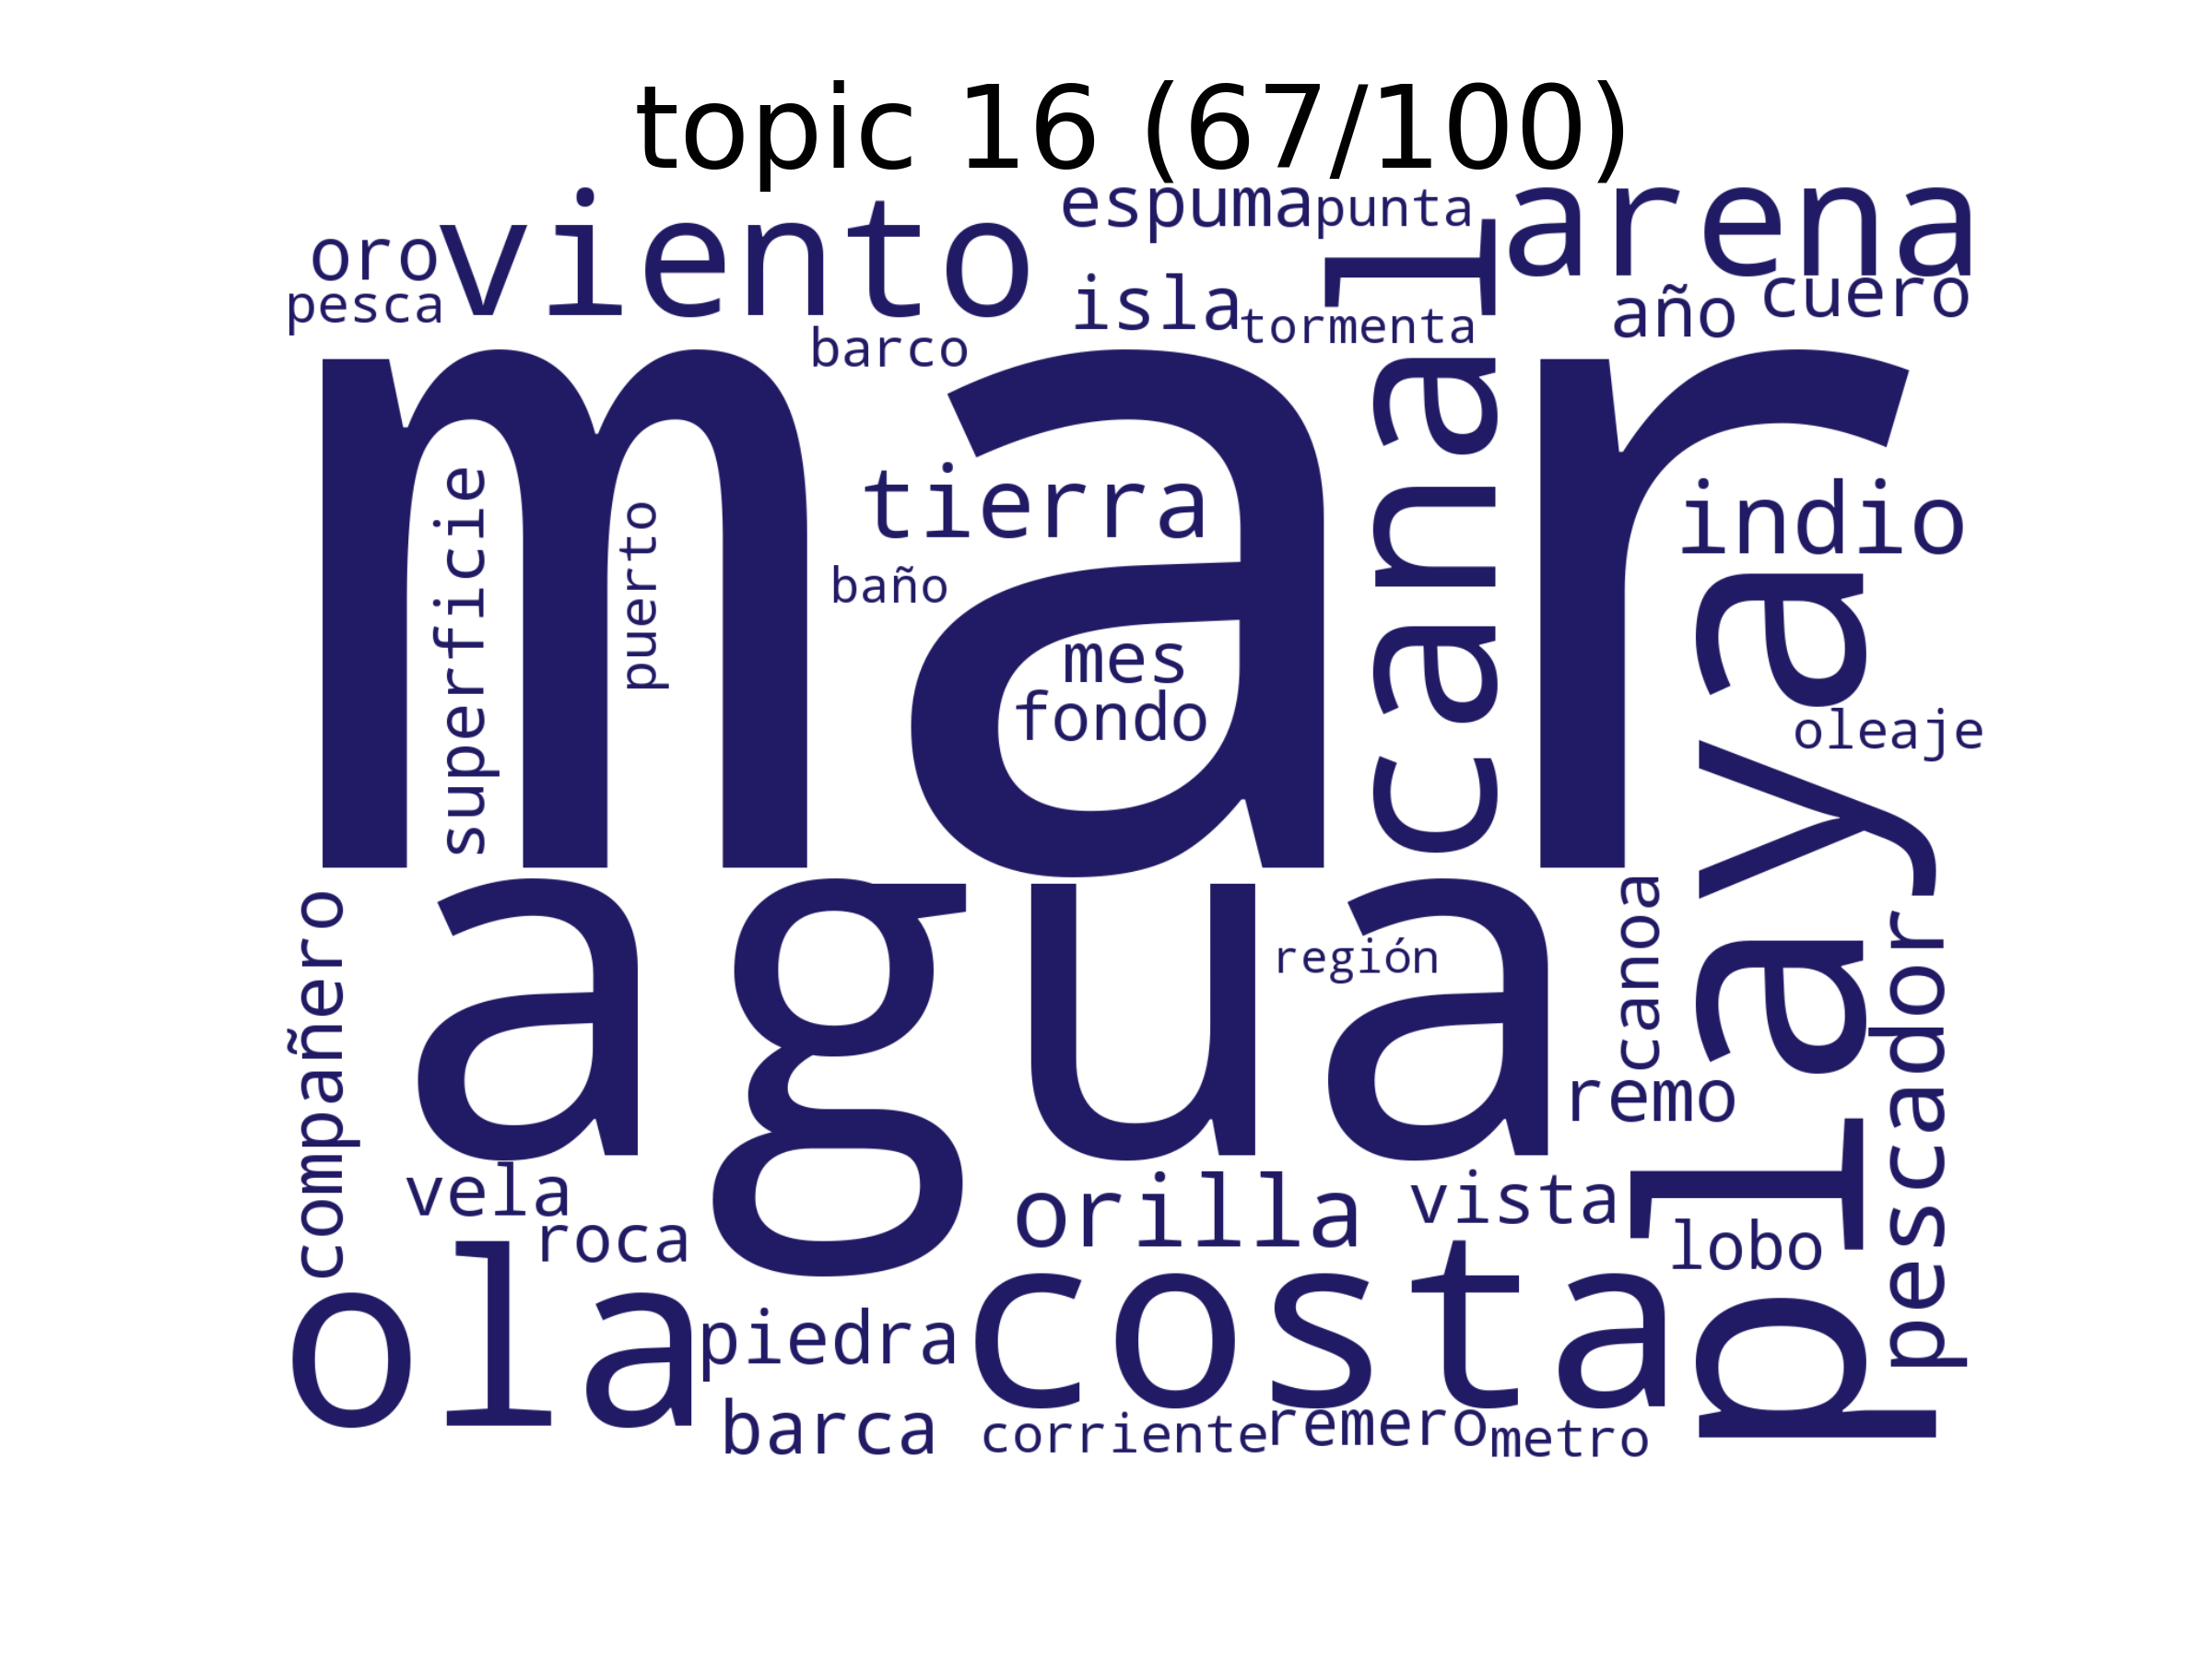 topic 16 (67/100)
espuma
punta
arena
oro
viento
isla
cuero
pesca
año
tormenta
barco
mar
canal
tierra
indio
superficie
puerto
baño
mes
fondo
oleaje
playa
agua
región
canoa
compañero
pescador
remo
vela
orilla
vista
roca
lobo
ola
costa
piedra
barca
corriente
remero
metro